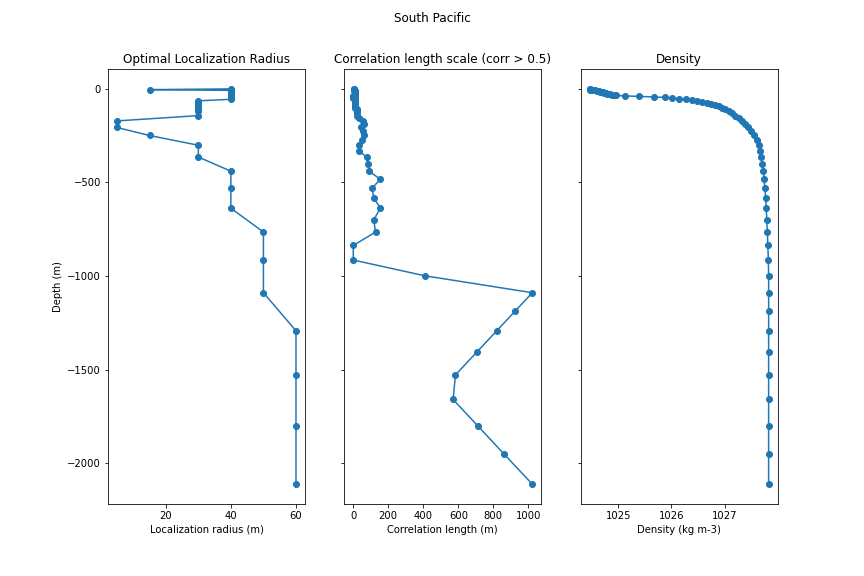 South Pacific
Optimal Localization Radius
Correlation length scale (corr > 0.5)
Density
0
−500
−1000
−1500
−2000
Depth (m)
20 40 60
0 200 400 600 800 1000
1025 1026 1027
Localization radius (m)
Correlation length (m)
Density (kg m-3)